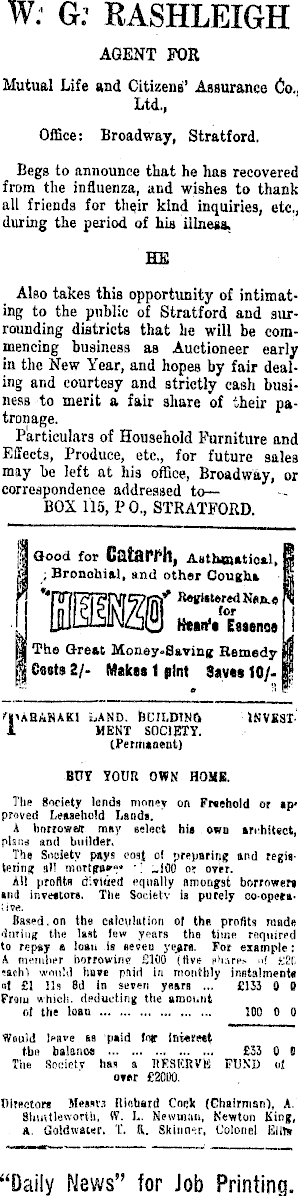 W. G. RASHLEIGH
AGENT FOR
Mutual Life and Citizens' Assurance Co.,
Ltd.,
Office: Broadway, Stratford.
Begs to announce that he has recovered
from the influenza, and wishes to thank
all friends for their kind inquiries, etc.,
during the period of his illness.
HE
Also takes this opportunity of intimat-
ing to the public of Stratford and sur-
rounding districts that he will be com-
mencing business as Auctioneer early
in the New Year, and hopes by fair deal-
ing and courtesy and strictly cash busi-
ness to merit a fair share of their pa-
tronage.
Particulars of Household Furniture and
Effects, Produce, etc., for future sales
may be left at his office, Broadway, or
correspondence addressed to—
BOX 115, P O., STRATFORD.
Good for Catarrh, Asthmatical,
Bronchial, and other Coughs
"HEENZO" Registered Name
for
Hean's Essence
The Great Money-Saving Remedy
Costs 2/- Makes 1 pint Saves 10/-
TARANAKI LAND, BUILDING INVEST-
MENT SOCIETY.
(Permanent)
BUY YOUR OWN HOME.
The Society lends money on Freehold or ap-
proved Leasehold Lands.
A borrower may select his own architect,
plans and builder.
The Society pays cost of preparing and regis-
tering all mortgages £100 or over.
All profits divided equally amongst borrowers
and investors. The Society is purely co-opera-
tive.
Based on the calculation of the profits made
during the last few years the time required
to repay a loan is seven years. For example:
A member borrowing £100 (five shares of £20
each) would have paid in monthly instalments
of £1 11s 8d in seven years ... £133 0 0
From which, deducting the amount
of the loan ... 100 0 0
Would leave as paid for interest
the balance ... £33 0 0
The Society has a RESERVE FUND of
over £2000.
Directors Messrs Richard Cock (Chairman), A.
Shuttleworth, W. L. Newman, Newton King,
A. Goldwater, T. R. Skinner, Colonel Ellis
"Daily News" for Job Printing.